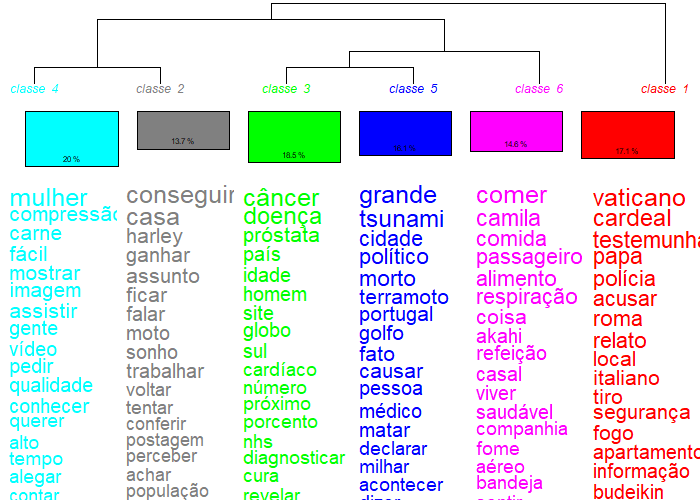 classe 4
classe 2
classe 3
classe 5
classe 6
classe 1
20 %
13.7 %
18.5 %
14.6 %
17.1 %
mulher
compressão
carne
fácil
mostrar
imagem
assistir
gente
vídeo
pedir
qualidade
conhecer
querer
alto
tempo
alegar
contar
conseguir
casa
harley
ganhar
assunto
ficar
falar
moto
sonho
trabalhar
voltar
tentar
conferir
postagem
perceber
achar
população
câncer
doença
próstata
país
idade
homem
site
globo
sul
cardíaco
número
próximo
porcento
nhs
diagnosticar
cura
revelar
grande
tsunami
cidade
político
morto
terramoto
portugal
golfo
fato
causar
pessoa
médico
matar
declarar
milhar
acontecer
dizer
comer
camila
comida
passageiro
alimento
respiração
coisa
akahi
refeição
casal
viver
saudável
companhia
fome
aéreo
bandeja
vaticano
cardeal
testemunha
papa
polícia
acusar
roma
relato
local
italiano
tiro
segurança
fogo
apartamento
informação
budeikin